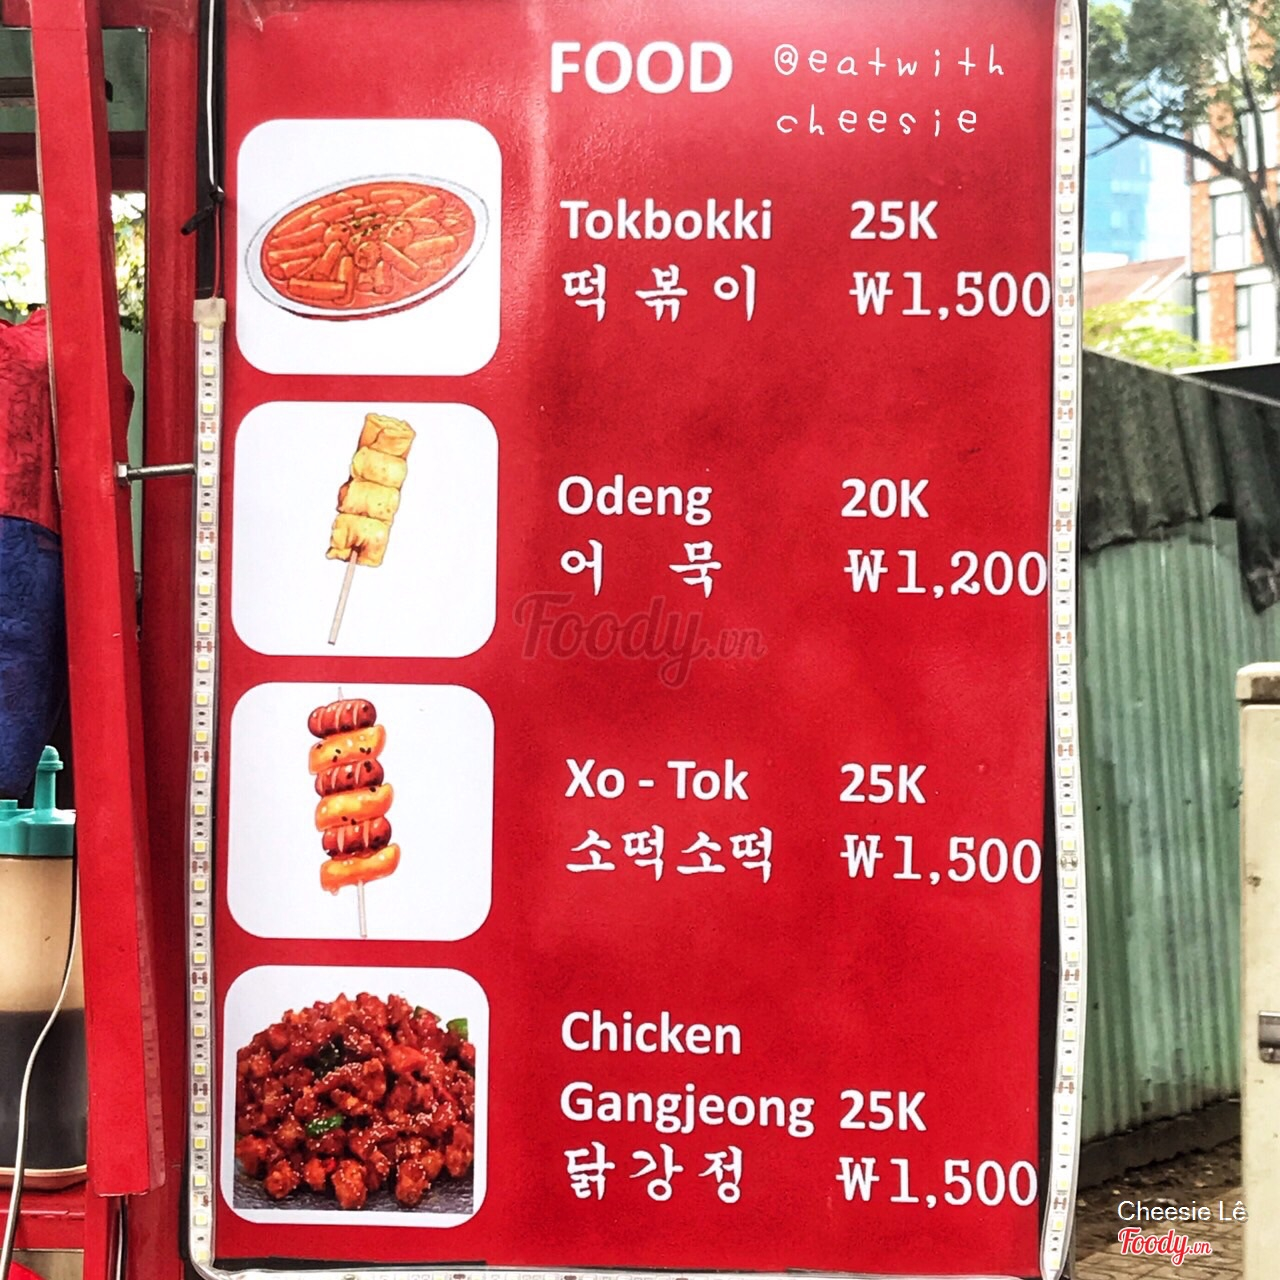 FOOD
@eatwith
cheesie
Tokbokki 25K
떡볶이 ₩1,500
Odeng 20K
어묵 ₩1,200
Foody.vn
Xo - Tok 25K
소떡소떡 ₩1,500
Chicken
Gangjeong 25K
닭강정 ₩1,500
Cheesie Lê
Foody.vn